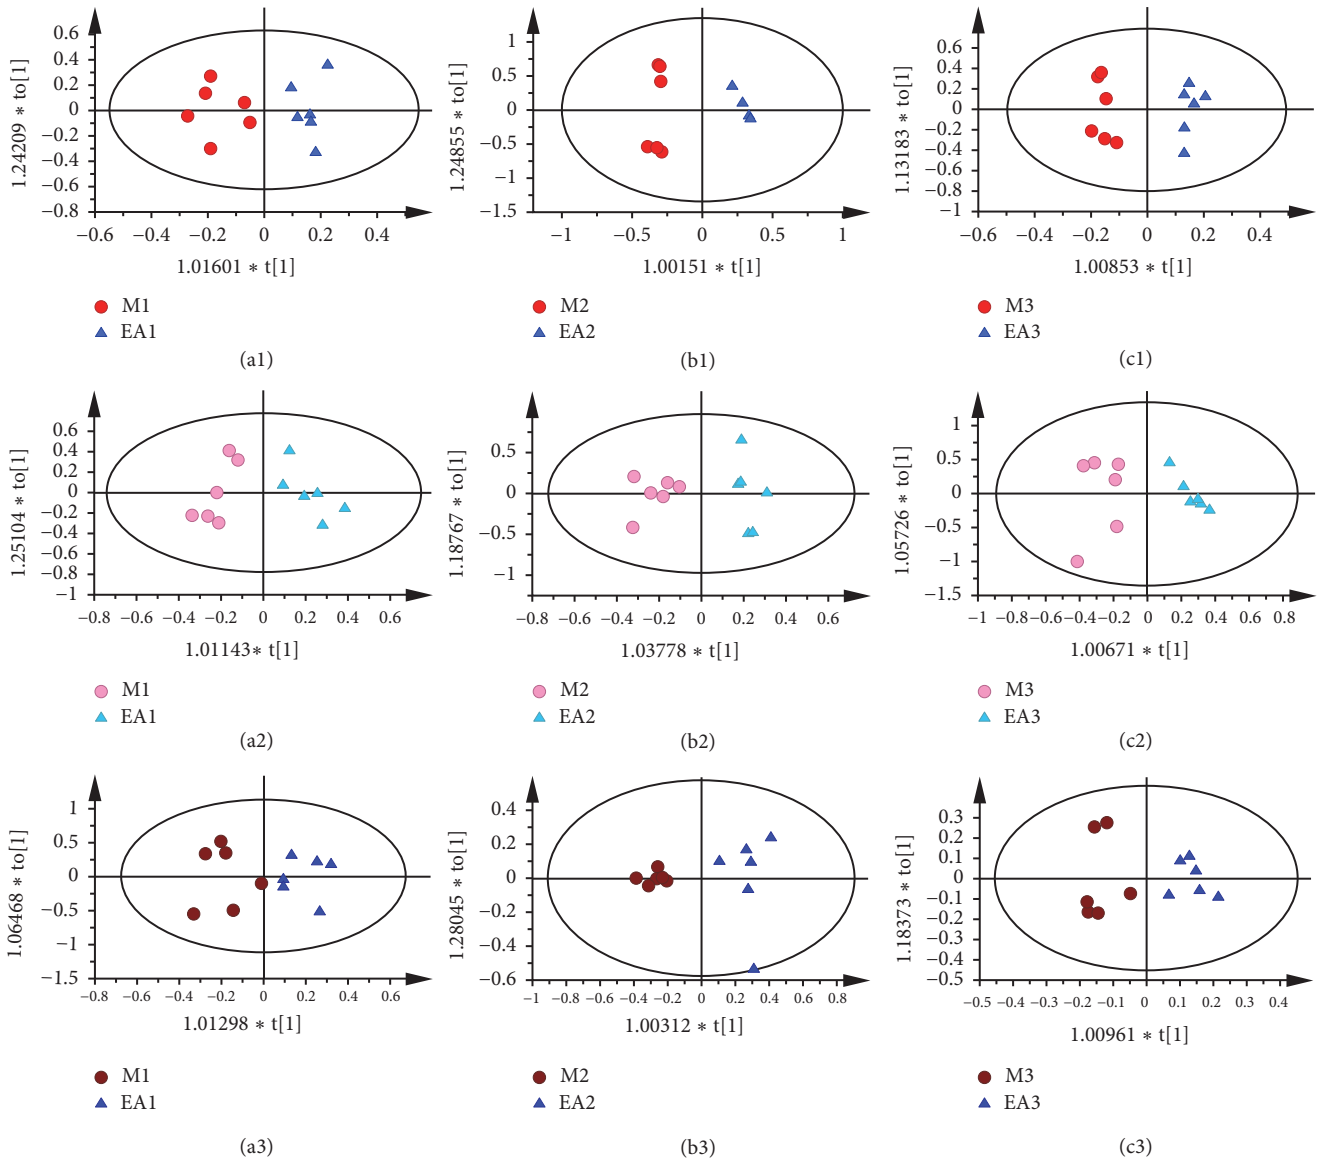 0.6
0.4
0.2
0
−0.2
−0.4
−0.6
−0.8
1.24209 ∗ to[1]
−0.6 −0.4 −0.2 0 0.2 0.4
1.01601 ∗ t[1]
M1
EA1
(a1)
1
0.5
0
−0.5
−1
−1.5
1.24855 ∗ to[1]
−1 −0.5 0 0.5 1
1.00151 ∗ t[1]
M2
EA2
(b1)
0.6
0.4
0.2
0
−0.2
−0.4
−0.6
−0.8
−1
1.13183 ∗ to[1]
−0.6 −0.4 −0.2 0 0.2 0.4
1.00853 ∗ t[1]
M3
EA3
(c1)
0.6
0.4
0.2
0
−0.2
−0.4
−0.6
−0.8
−1
1.25104 ∗ to[1]
−0.8 −0.6 −0.4 −0.2 0 0.2 0.4 0.6
1.01143∗ t[1]
M1
EA1
(a2)
0.5
0
−0.5
−1
1.18767 ∗ to[1]
−0.8 −0.6 −0.4 −0.2 0 0.2 0.4 0.6
1.03778 ∗ t[1]
M2
EA2
(b2)
1
0.5
0
−0.5
−1
−1.5
1.05726 ∗ to[1]
−1 −0.8−0.6−0.4−0.2 0 0.2 0.4 0.6 0.8
1.00671 ∗ t[1]
M3
EA3
(c2)
1
0.5
0
−0.5
−1
−1.5
1.06468 ∗ to[1]
−0.8 −0.6 −0.4 −0.2 0 0.2 0.4 0.6
1.01298 ∗ t[1]
M1
EA1
(a3)
0.4
0.2
0
−0.2
−0.4
−0.6
1.28045 ∗ to[1]
−1 −0.8 −0.6 −0.4 −0.2 0 0.2 0.4 0.6 0.8
1.00312 ∗ t[1]
M2
EA2
(b3)
0.3
0.2
0.1
0
−0.1
−0.2
−0.3
−0.4
−0.5
1.18373 ∗ to[1]
−0.5 −0.3 −0.3 −0.2 −0.1 0 0.1 0.2 0.3 0.4
1.00961 ∗ t[1]
M3
EA3
(c3)